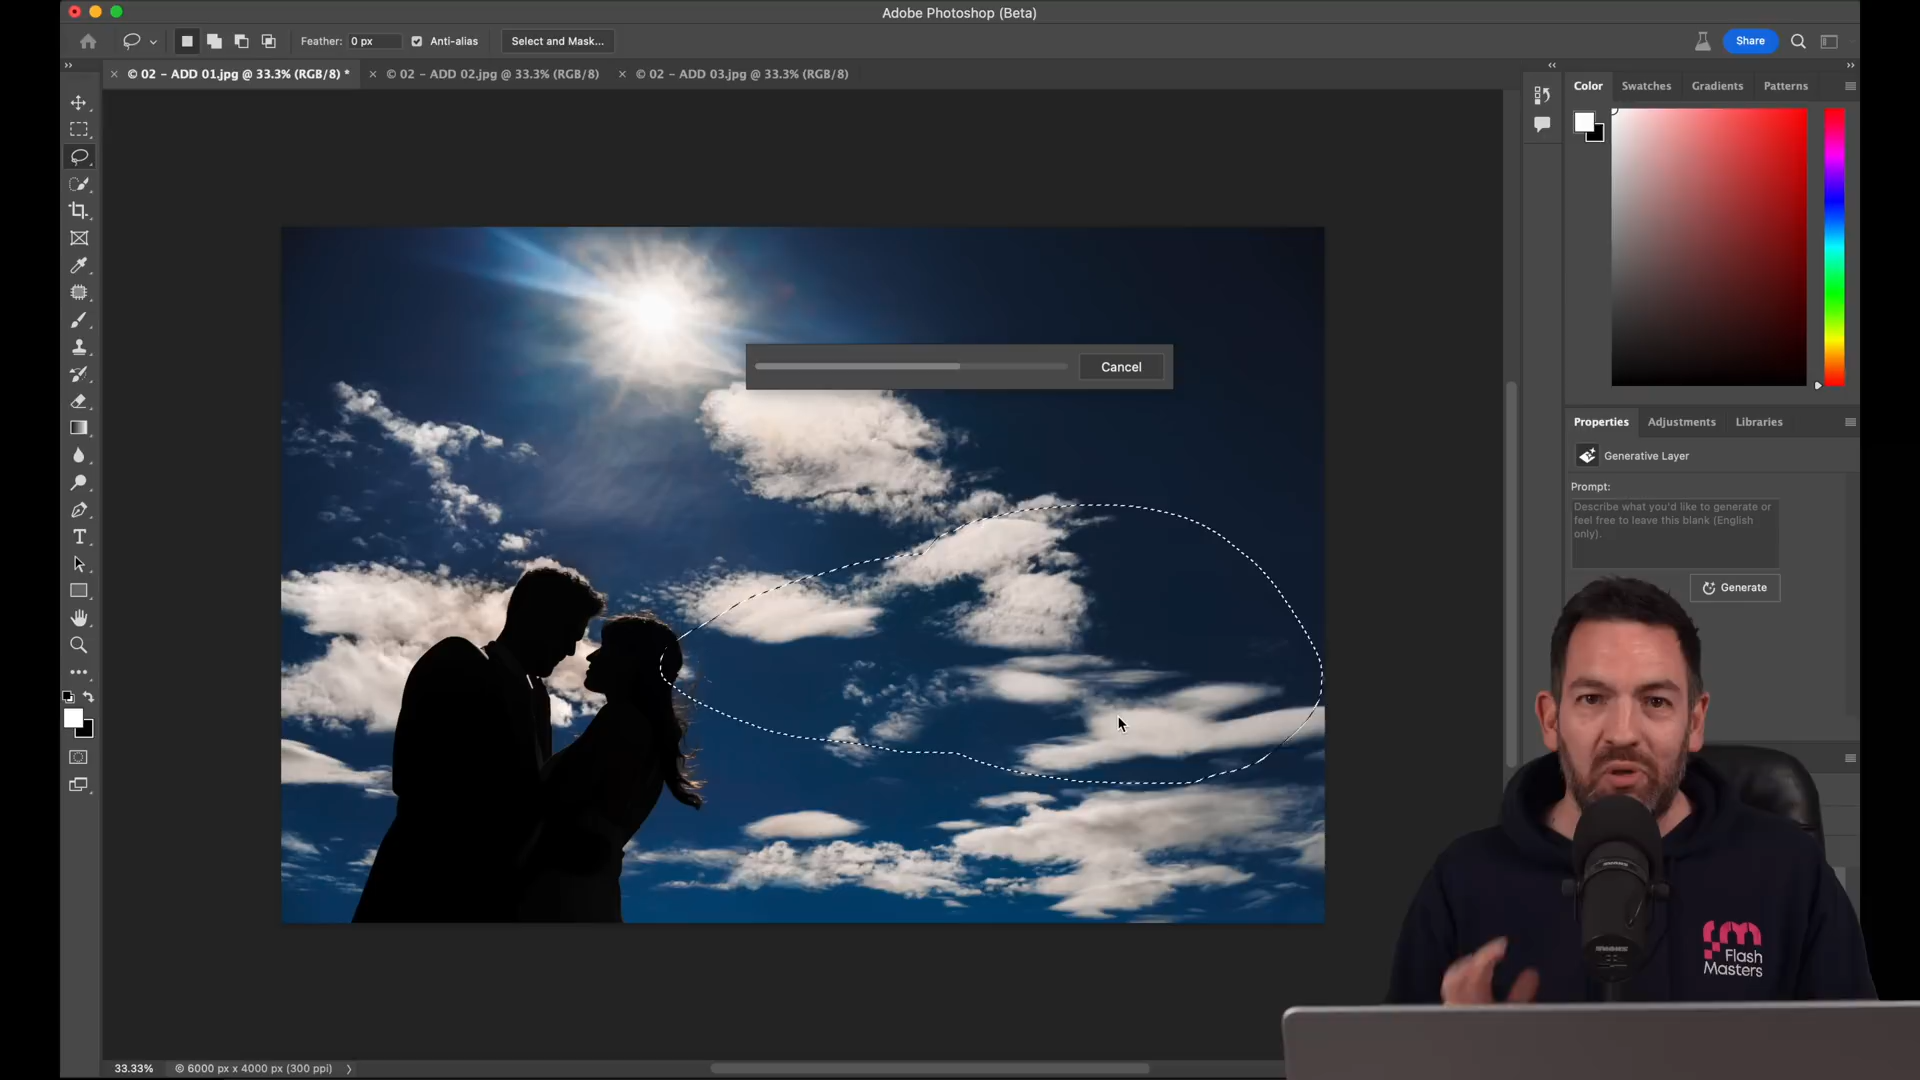 Adobe Photoshop (Beta)
Feather: 0 px
Anti-alias
Select and Mask...
Share
© 02 – ADD 01.jpg @ 33.3% (RGB/8) *
© 02 – ADD 02.jpg @ 33.3% (RGB/8)
© 02 – ADD 03.jpg @ 33.3% (RGB/8)
Color
Swatches
Gradients
Patterns
Cancel
Properties
Adjustments
Libraries
Generative Layer
Prompt:
Describe what you'd like to generate or
feel free to leave this blank (English
only).
Generate
fm
Flash
Masters
33.33%
© 6000 px x 4000 px (300 ppi)